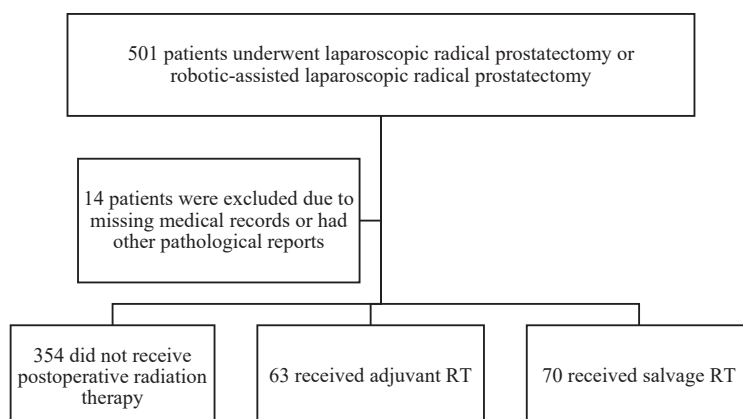 501 patients underwent laparoscopic radical prostatectomy or
robotic-assisted laparoscopic radical prostatectomy
14 patients were excluded due to
missing medical records or had
other pathological reports
354 did not receive
postoperative radiation
therapy
63 received adjuvant RT
70 received salvage RT